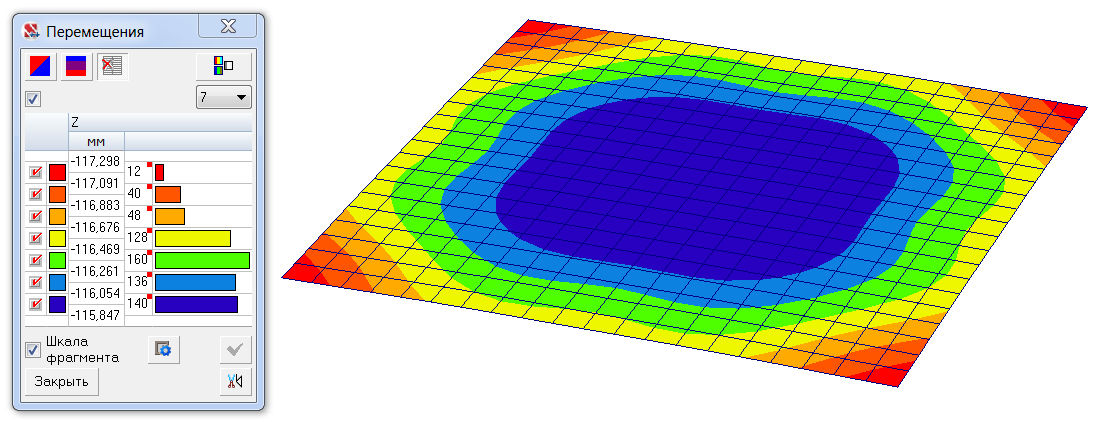 Перемещения
7
Z
мм
-117,298
12
-117,091
40
-116,883
48
-116,676
128
-116,469
160
-116,261
136
-116,054
140
-115,847
Шкала
фрагмента
Закрыть